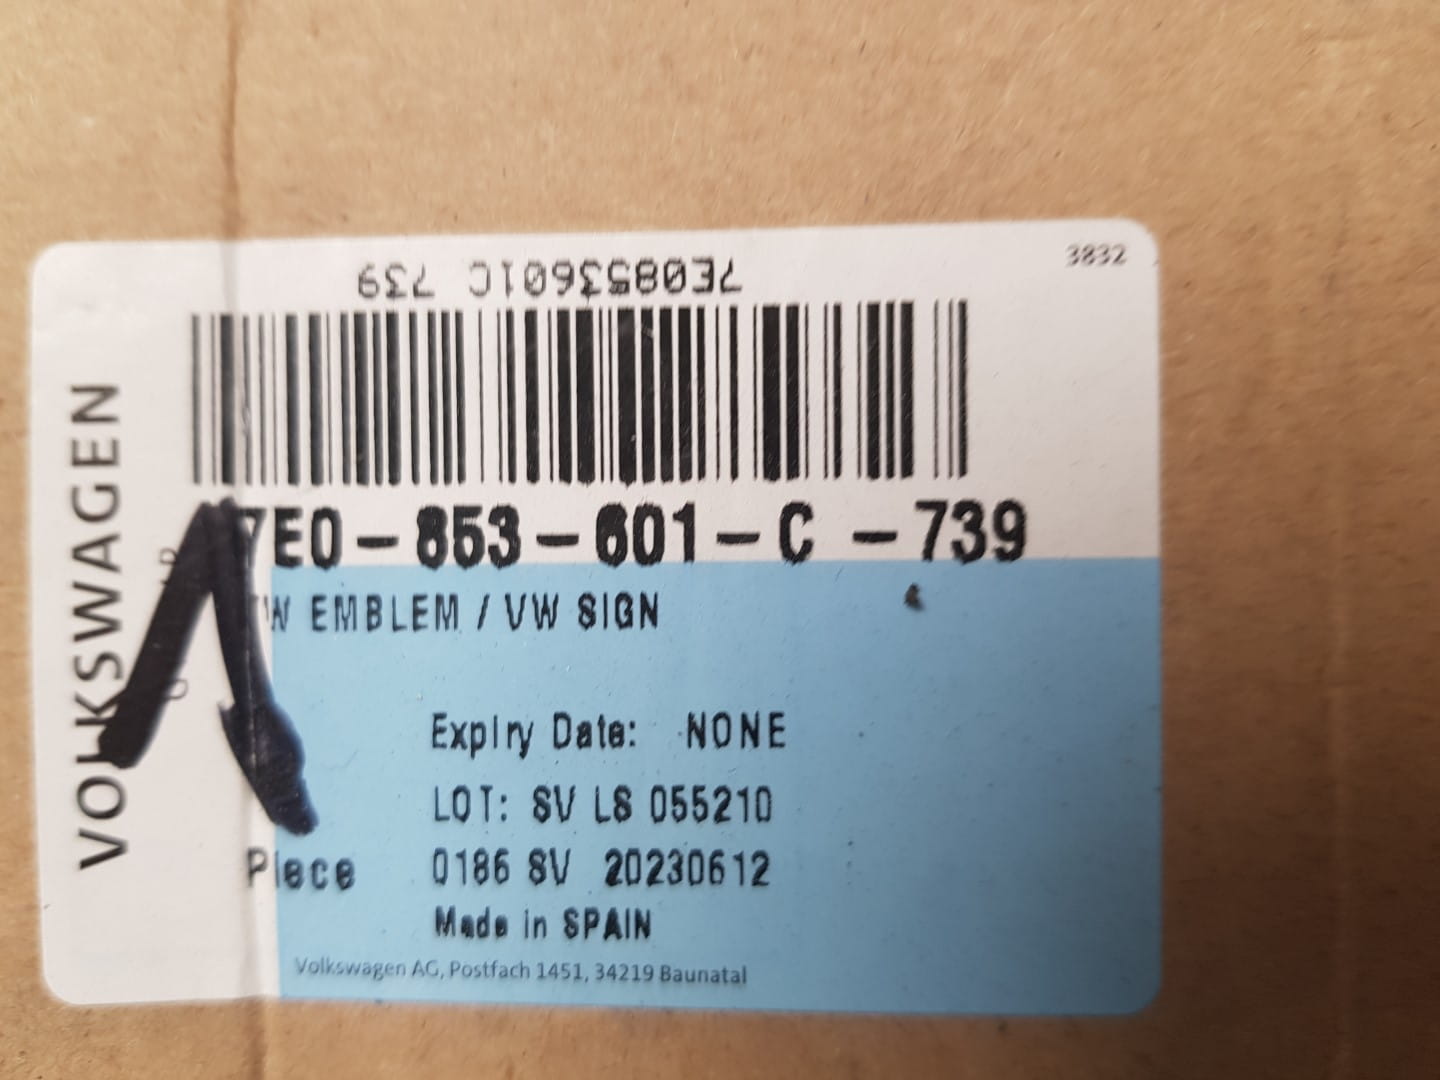 3832
7E0853601C 739
VOLKSWAGEN
7E0-853-601-C -739
EMBLEM / VW SIGN
Expiry Date: NONE
LOT: SV LS 055210
Piece 0186 SV 20230612
Made in SPAIN
Volkswagen AG, Postfach 1451, 34219 Baunatal